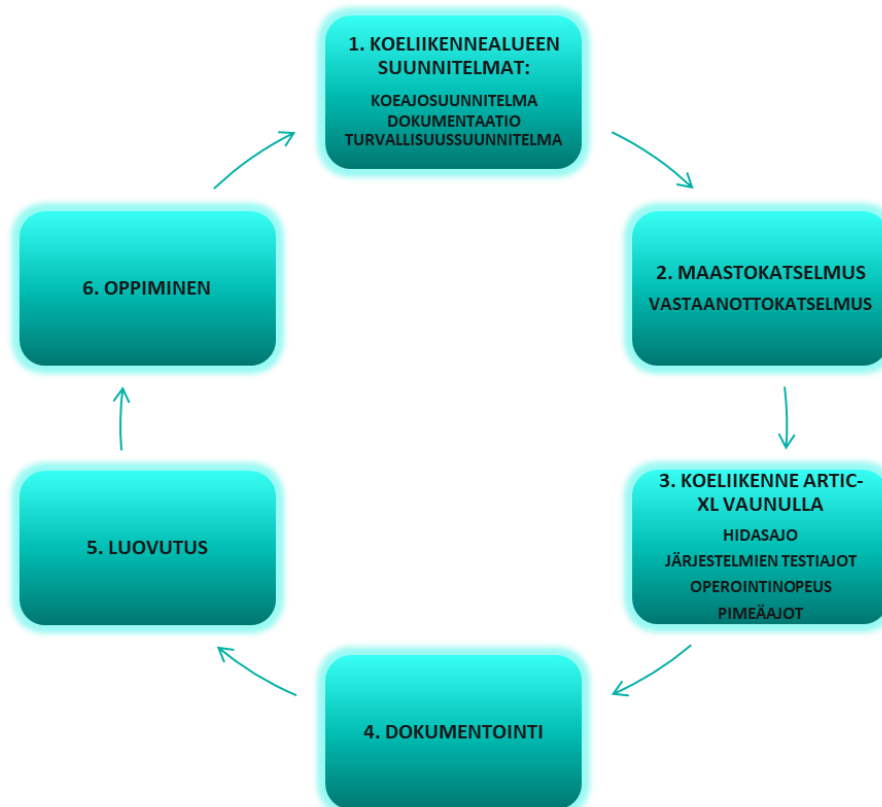 1. KOELIIKENNEALUEEN
SUUNNITELMAT:
KOEAJOSUUNNITELMA
DOKUMENTAATIO
TURVALLISUUSSUUNNITELMA
2. MAASTOKATSELMUS
VASTAANOTTOKATSELMUS
3. KOELIIKENNE ARTIC-
XL VAUNULLA
HIDASAJO
JÄRJESTELMIEN TESTIAJOT
OPEROINTINOPEUS
PIMEÄAJOT
4. DOKUMENTOINTI
5. LUOVUTUS
6. OPPIMINEN